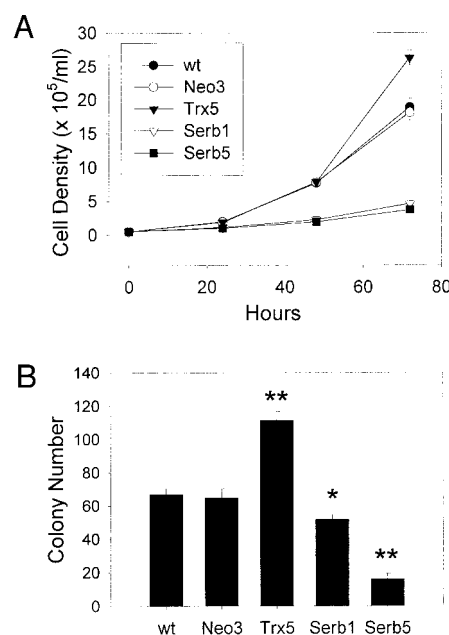 A
30
25
20
15
10
5
0
Cell Density (x 10⁵/ml)
wt
Neo3
Trx5
Serb1
Serb5
0 20 40 60 80
Hours
B
140
120
100
80
60
40
20
0
Colony Number
**
*
**
wt Neo3 Trx5 Serb1 Serb5